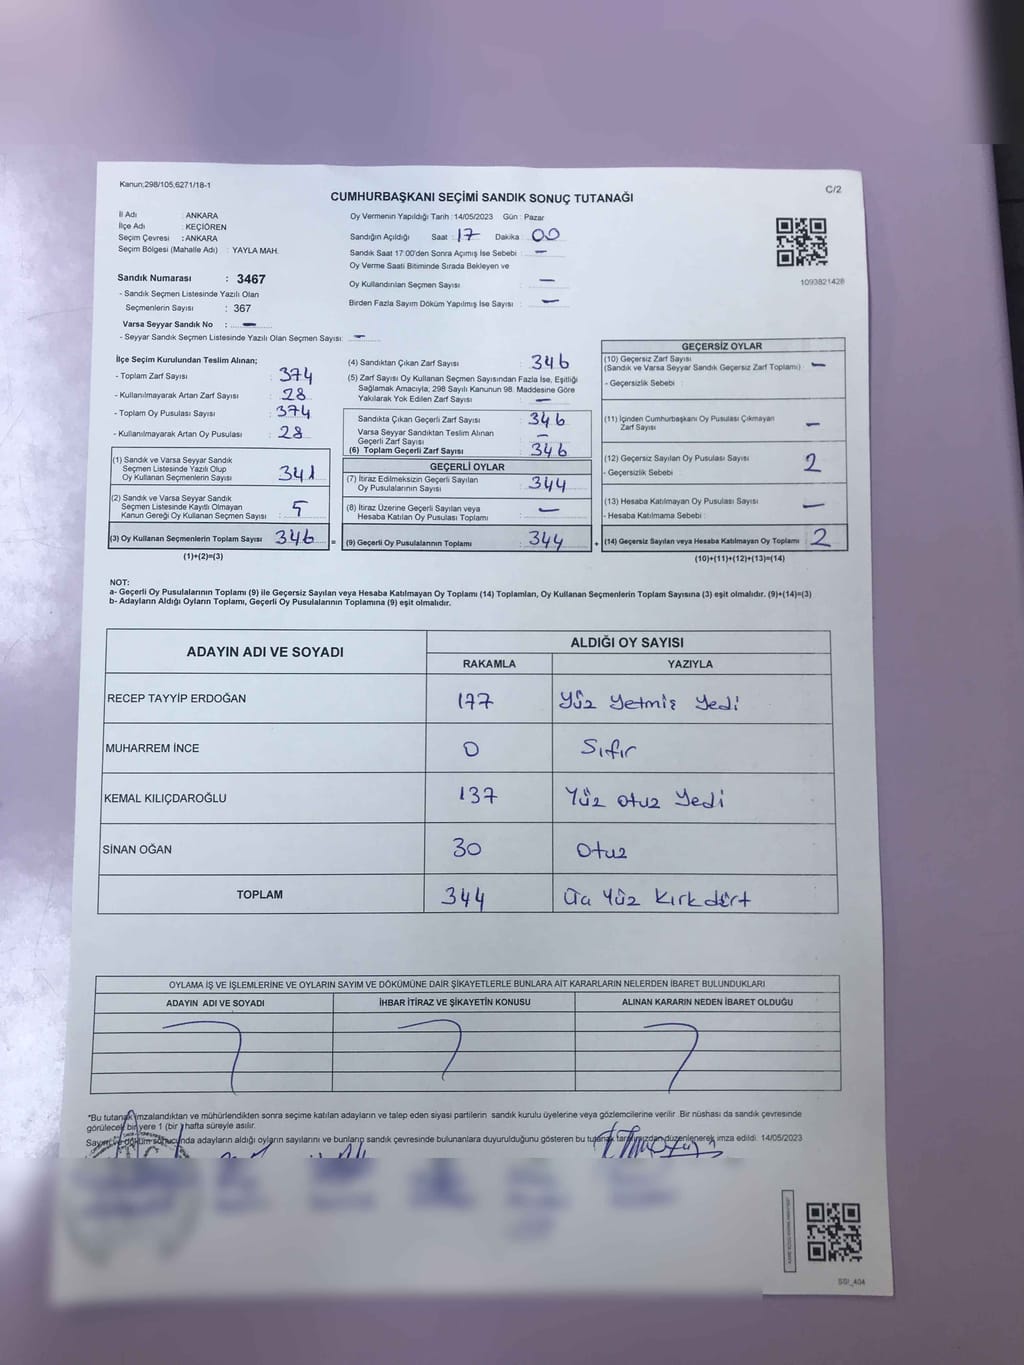 Kanun;298/105,6271/18-1
C/2
CUMHURBAŞKANI SEÇİMİ SANDIK SONUÇ TUTANAĞI
İl Adı : ANKARA
İlçe Adı : KEÇİÖREN
Seçim Çevresi : ANKARA
Seçim Bölgesi (Mahalle Adı) : YAYLA MAH.
Sandık Numarası : 3467
- Sandık Seçmen Listesinde Yazılı Olan
Seçmenlerin Sayısı : 367
Varsa Seyyar Sandık No : —
- Seyyar Sandık Seçmen Listesinde Yazılı Olan Seçmen Sayısı: —
Oy Vermenin Yapıldığı Tarih : 14/05/2023 Gün : Pazar
Sandığın Açıldığı Saat : 17 Dakika : 00
Sandık Saat 17:00'den Sonra Açımış İse Sebebi : —
Oy Verme Saati Bitiminde Sırada Bekleyen ve
Oy Kullandırılan Seçmen Sayısı : —
Birden Fazla Sayım Döküm Yapılmış İse Sayısı : —
1093821428
İlçe Seçim Kurulundan Teslim Alınan;
- Toplam Zarf Sayısı : 374
- Kullanılmayarak Artan Zarf Sayısı : 28
- Toplam Oy Pusulası Sayısı : 374
- Kullanılmayarak Artan Oy Pusulası : 28
(1) Sandık ve Varsa Seyyar Sandık
Seçmen Listesinde Yazılı Olup
Oy Kullanan Seçmenlerin Sayısı : 341
(2) Sandık ve Varsa Seyyar Sandık
Seçmen Listesinde Kayıtlı Olmayan
Kanun Gereği Oy Kullanan Seçmen Sayısı : 5
(3) Oy Kullanan Seçmenlerin Toplam Sayısı : 346
(1)+(2)=(3)
(4) Sandıktan Çıkan Zarf Sayısı : 346
(5) Zarf Sayısı Oy Kullanan Seçmen Sayısından Fazla İse, Eşitliği
Sağlamak Amacıyla, 298 Sayılı Kanunun 98. Maddesine Göre
Yakılarak Yok Edilen Zarf Sayısı : —
Sandıkta Çıkan Geçerli Zarf Sayısı : 346
Varsa Seyyar Sandıktan Teslim Alınan
Geçerli Zarf Sayısı : —
(6) Toplam Geçerli Zarf Sayısı : 346
GEÇERLİ OYLAR
(7) İtiraz Edilmeksizin Geçerli Sayılan
Oy Pusulalarının Sayısı : 344
(8) İtiraz Üzerine Geçerli Sayılan veya
Hesaba Katılan Oy Pusulası Toplamı : —
= (9) Geçerli Oy Pusulalarının Toplamı : 344
GEÇERSİZ OYLAR
(10) Geçersiz Zarf Sayısı
(Sandık ve Varsa Seyyar Sandık Geçersiz Zarf Toplamı) : —
- Geçersizlik Sebebi :
(11) İçinden Cumhurbaşkanı Oy Pusulası Çıkmayan
Zarf Sayısı : —
(12) Geçersiz Sayılan Oy Pusulası Sayısı : 2
- Geçersizlik Sebebi :
(13) Hesaba Katılmayan Oy Pusulası Sayısı : —
- Hesaba Katılmama Sebebi :
+ (14) Geçersiz Sayılan veya Hesaba Katılmayan Oy Toplamı : 2
(10)+(11)+(12)+(13)=(14)
NOT:
a- Geçerli Oy Pusulalarının Toplamı (9) ile Geçersiz Sayılan veya Hesaba Katılmayan Oy Toplamı (14) Toplamları, Oy Kullanan Seçmenlerin Toplam Sayısına (3) eşit olmalıdır. (9)+(14)=(3)
b- Adayların Aldığı Oyların Toplamı, Geçerli Oy Pusulalarının Toplamına (9) eşit olmalıdır.
ADAYIN ADI VE SOYADI ALDIĞI OY SAYISI
RAKAMLA YAZIYLA
RECEP TAYYİP ERDOĞAN 177 Yüz Yetmiş Yedi
MUHARREM İNCE 0 Sıfır
KEMAL KILIÇDAROĞLU 137 Yüz Otuz Yedi
SİNAN OĞAN 30 Otuz
TOPLAM 344 Üç Yüz Kırkdört
OYLAMA İŞ VE İŞLEMLERİNE VE OYLARIN SAYIM VE DÖKÜMÜNE DAİR ŞİKAYETLERLE BUNLARA AİT KARARLARIN NELERDEN İBARET BULUNDUKLARI
ADAYIN ADI VE SOYADI İHBAR İTİRAZ VE ŞİKAYETİN KONUSU ALINAN KARARIN NEDEN İBARET OLDUĞU
*Bu tutanak imzalandıktan ve mühürlendikten sonra seçime katılan adayların ve talep eden siyasi partilerin sandık kurulu üyelerine veya gözlemcilerine verilir. Bir nüshası da sandık çevresinde
görülecek bir yere 1 (bir) hafta süreyle asılır.
Sayım ve döküm sonucunda adayların aldığı oyların sayılarını ve bunların sandık çevresinde bulunanlara duyurulduğunu gösteren bu tutanak tarafımızdan düzenlenerek imza edildi. 14/05/2023
SSI_404